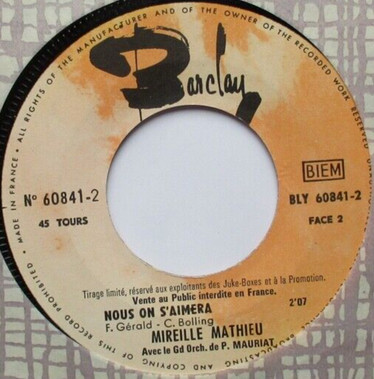 ALL RIGHTS OF THE MANUFACTURER AND OF THE OWNER OF THE RECORDED WORK RESERVED
Barclay
BIEM
N° 60841-2
BLY 60841-2
45 TOURS
FACE 2
MADE IN FRANCE
Tirage limité, réservé aux exploitants des Juke-Boxes et à la Promotion.
Vente au Public interdite en France.
NOUS ON S'AIMERA 2'07
F. Gérald - C. Bolling
MIREILLE MATHIEU
Avec le Gd Orch. de P. MAURIAT
BROADCASTING AND COPYING OF THIS RECORD PROHIBITED